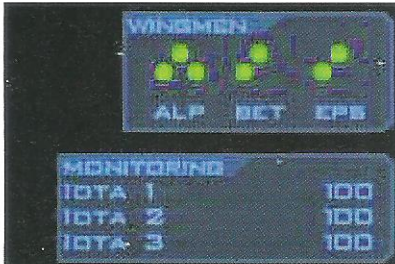 WINGMEN
ALP BET EPS
MONITORING
IOTA 1 100
IOTA 2 100
IOTA 3 100